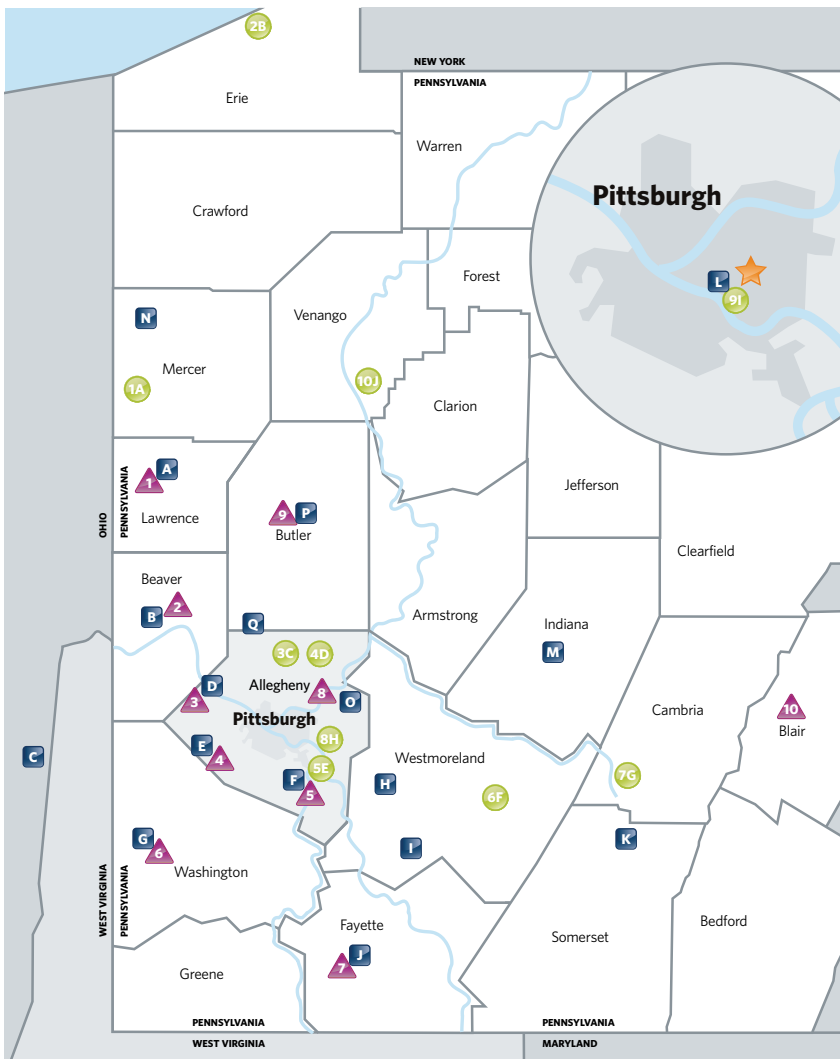 2B
NEW YORK
PENNSYLVANIA
Erie
Warren
Pittsburgh
Crawford
Forest
L
9I
Venango
N
Mercer
1A
10J
Clarion
A
1
PENNSYLVANIA
OHIO
Lawrence
Jefferson
9
P
Butler
Clearfield
Beaver
2
B
Armstrong
Indiana
Q
M
3C
4D
Allegheny
D
8
3
O
Pittsburgh
Cambria
10
Blair
8H
E
4
C
Westmoreland
5E
F
5
H
6F
7G
G
6
I
K
Washington
WEST VIRGINIA
PENNSYLVANIA
Fayette
Somerset
Bedford
J
7
Greene
PENNSYLVANIA
WEST VIRGINIA
PENNSYLVANIA
MARYLAND